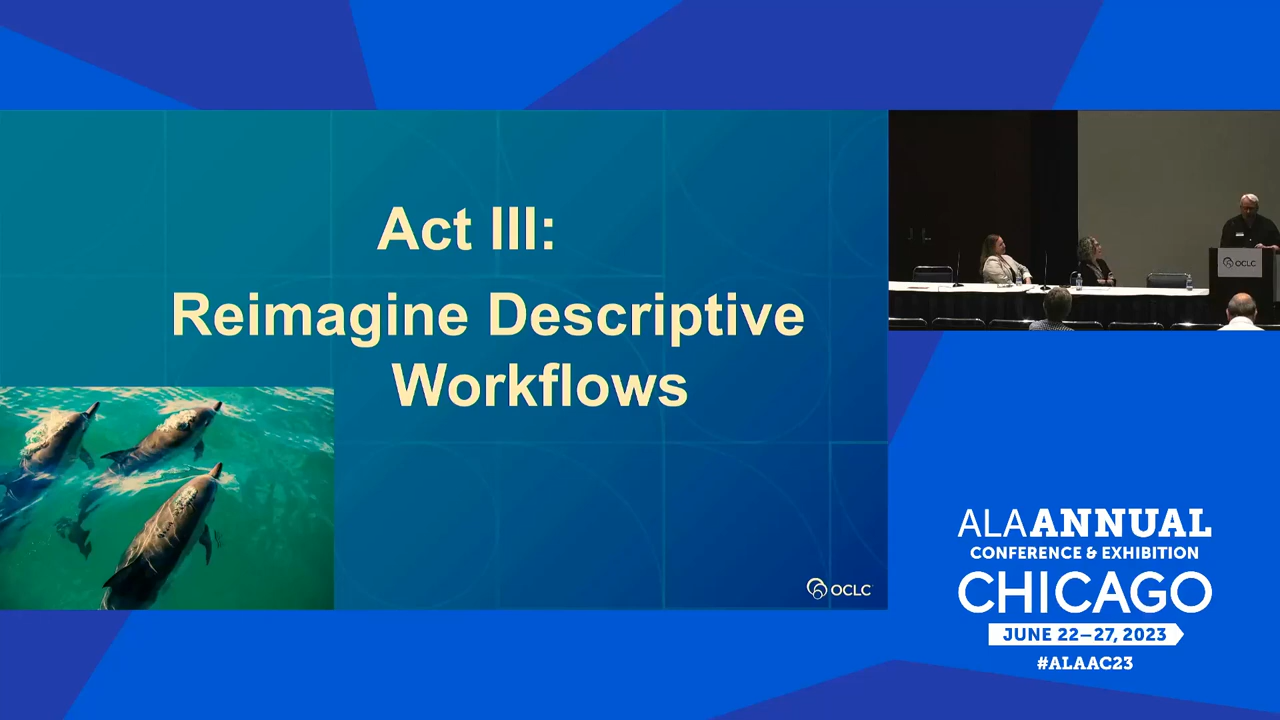 Act III:
Reimagine Descriptive
Workflows
OCLC
OCLC
ALA ANNUAL
CONFERENCE & EXHIBITION
CHICAGO
JUNE 22–27, 2023
#ALAAC23